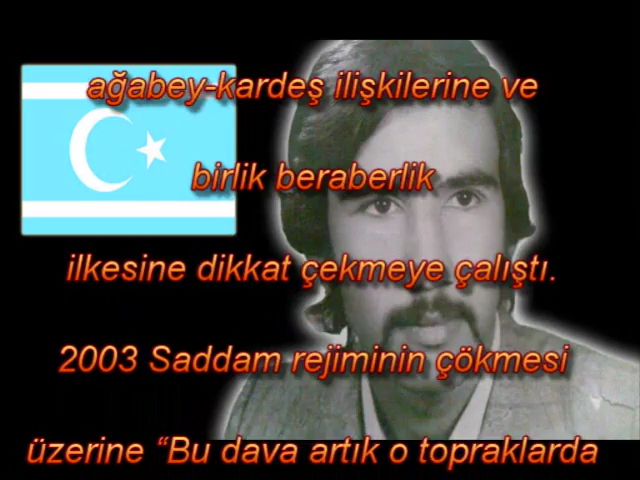 ağabey-kardeş ilişkilerine ve
birlik beraberlik
ilkesine dikkat çekmeye çalıştı.
2003 Saddam rejiminin çökmesi
üzerine “Bu dava artık o topraklarda